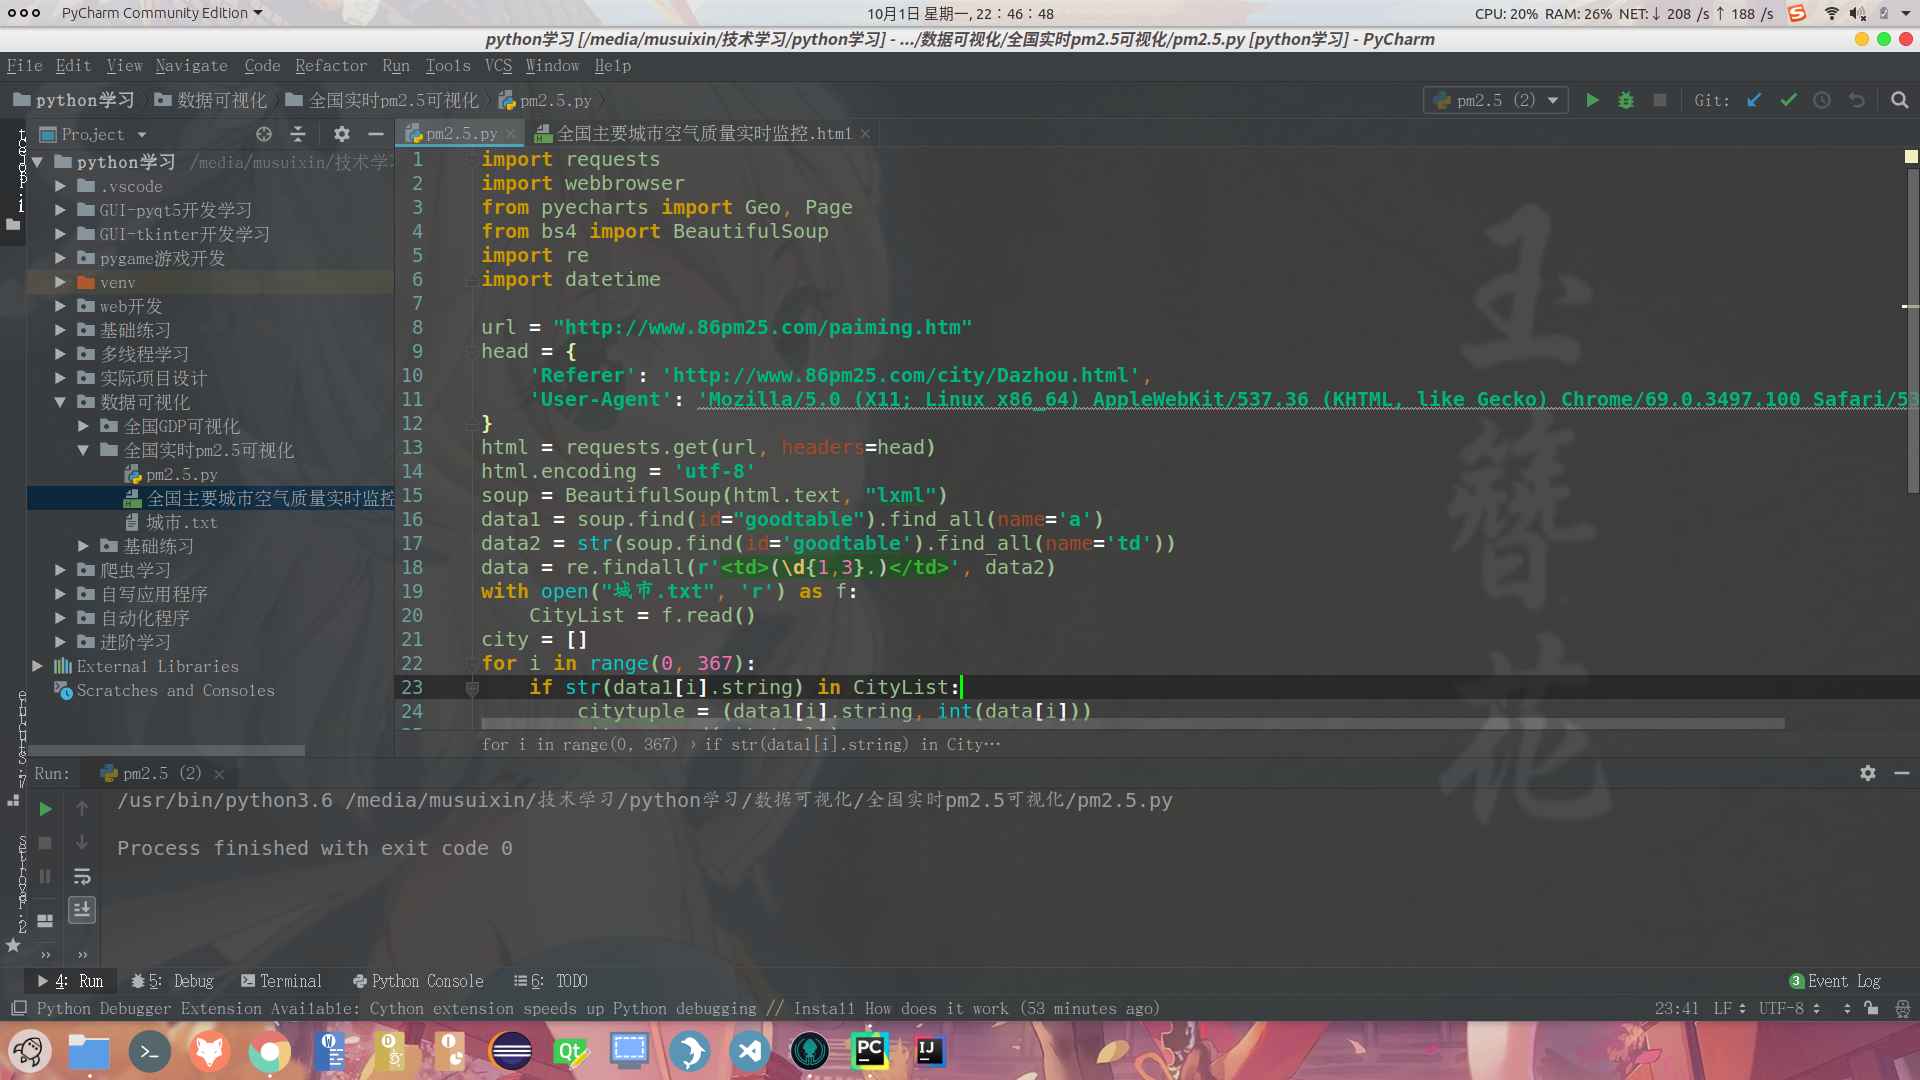 PyCharm Community Edition
10月1日 星期一, 22：46：48
CPU: 20% RAM: 26% NET:↓ 208 /s ↑ 188 /s
python学习 [/media/musuixin/技术学习/python学习] - .../数据可视化/全国实时pm2.5可视化/pm2.5.py [python学习] - PyCharm
File Edit View Navigate Code Refactor Run Tools VCS Window Help
python学习 数据可视化 全国实时pm2.5可视化 pm2.5.py
pm2.5 (2) Git:
Project
pm2.5.py 全国主要城市空气质量实时监控.html
python学习 /media/musuixin/技术学
.vscode
GUI-pyqt5开发学习
GUI-tkinter开发学习
pygame游戏开发
venv
web开发
基础练习
多线程学习
实际项目设计
数据可视化
全国GDP可视化
全国实时pm2.5可视化
pm2.5.py
全国主要城市空气质量实时监控
城市.txt
基础练习
爬虫学习
自写应用程序
自动化程序
进阶学习
External Libraries
Scratches and Consoles
1 import requests
2 import webbrowser
3 from pyecharts import Geo, Page
4 from bs4 import BeautifulSoup
5 import re
6 import datetime
7
8 url = "http://www.86pm25.com/paiming.htm"
9 head = {
10     'Referer': 'http://www.86pm25.com/city/Dazhou.html',
11     'User-Agent': 'Mozilla/5.0 (X11; Linux x86_64) AppleWebKit/537.36 (KHTML, like Gecko) Chrome/69.0.3497.100 Safari/53
12 }
13 html = requests.get(url, headers=head)
14 html.encoding = 'utf-8'
15 soup = BeautifulSoup(html.text, "lxml")
16 data1 = soup.find(id="goodtable").find_all(name='a')
17 data2 = str(soup.find(id='goodtable').find_all(name='td'))
18 data = re.findall(r'<td>(\d{1,3}.)</td>', data2)
19 with open("城市.txt", 'r') as f:
20     CityList = f.read()
21 city = []
22 for i in range(0, 367):
23     if str(data1[i].string) in CityList:
24         citytuple = (data1[i].string, int(data[i]))
for i in range(0, 367) › if str(data1[i].string) in City…
玉簪花
Run: pm2.5 (2)
/usr/bin/python3.6 /media/musuixin/技术学习/python学习/数据可视化/全国实时pm2.5可视化/pm2.5.py
Process finished with exit code 0
4: Run 5: Debug Terminal Python Console 6: TODO
3 Event Log
Python Debugger Extension Available: Cython extension speeds up Python debugging // Install How does it work (53 minutes ago)
23:41 LF UTF-8
W D I Qt PC IJ